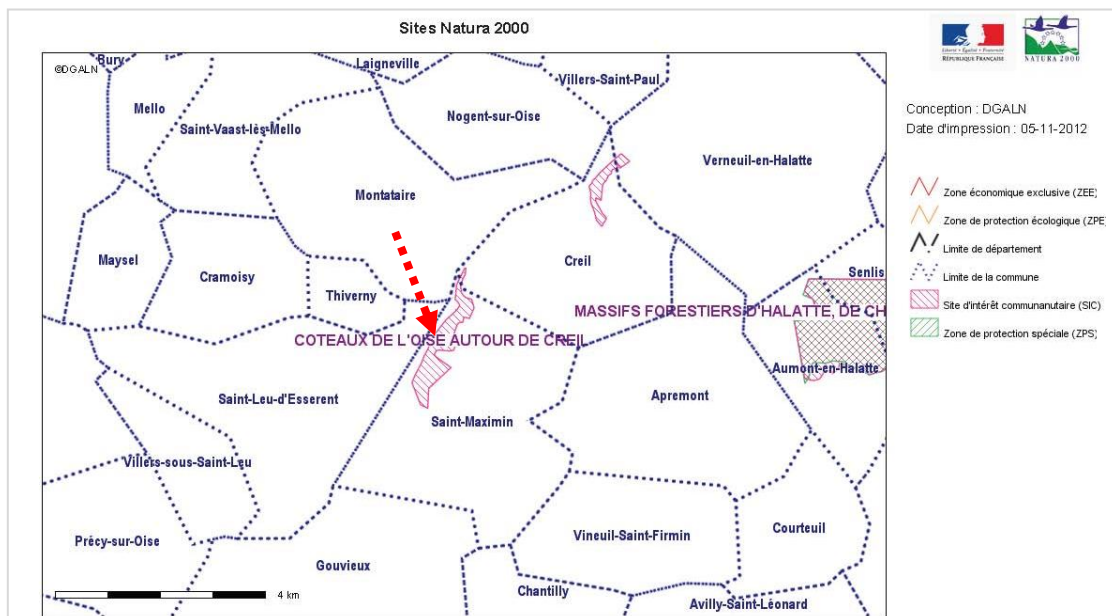 Sites Natura 2000
©DGALN
Bury
Laigneville
Villers-Saint-Paul
Mello
Nogent-sur-Oise
Saint-Vaast-lès-Mello
Verneuil-en-Halatte
Montataire
Maysel
Cramoisy
Creil
Senlis
Thiverny
MASSIFS FORESTIERS D'HALATTE, DE CH
COTEAUX DE L'OISE AUTOUR DE CREIL
Aumont-en-Halatte
Saint-Leu-d'Esserent
Apremont
Saint-Maximin
Villers-sous-Saint-Leu
Courteuil
Précy-sur-Oise
Vineuil-Saint-Firmin
Gouvieux
Chantilly
4 km
Avilly-Saint-Léonard
Liberté • Égalité • Fraternité
RÉPUBLIQUE FRANÇAISE
NATURA 2000
Conception : DGALN
Date d'impression : 05-11-2012
Zone économique exclusive (ZEE)
Zone de protection écologique (ZPE)
Limite de département
Limite de la commune
Site d'intérêt communanutaire (SIC)
Zone de protection spéciale (ZPS)